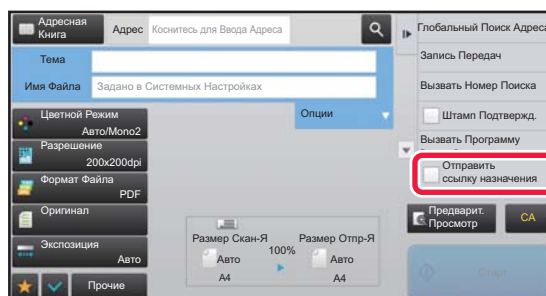 Адресная
Книга
Адрес
Коснитесь для Ввода Адреса
Глобальный Поиск Адреса
Тема
Запись Передач
Имя Файла
Задано в Системных Настройках
Вызвать Номер Поиска
Цветной Режим
Авто/Mono2
Опции
Штамп Подтвержд.
Разрешение
200x200dpi
Вызвать Программу
Отправить
ссылку назначения
Формат Файла
PDF
Оригинал
Предварит.
Просмотр
CA
Экспозиция
Авто
Размер Скан-Я
100%
Размер Отпр-Я
Авто
A4
Авто
A4
Прочие
Старт